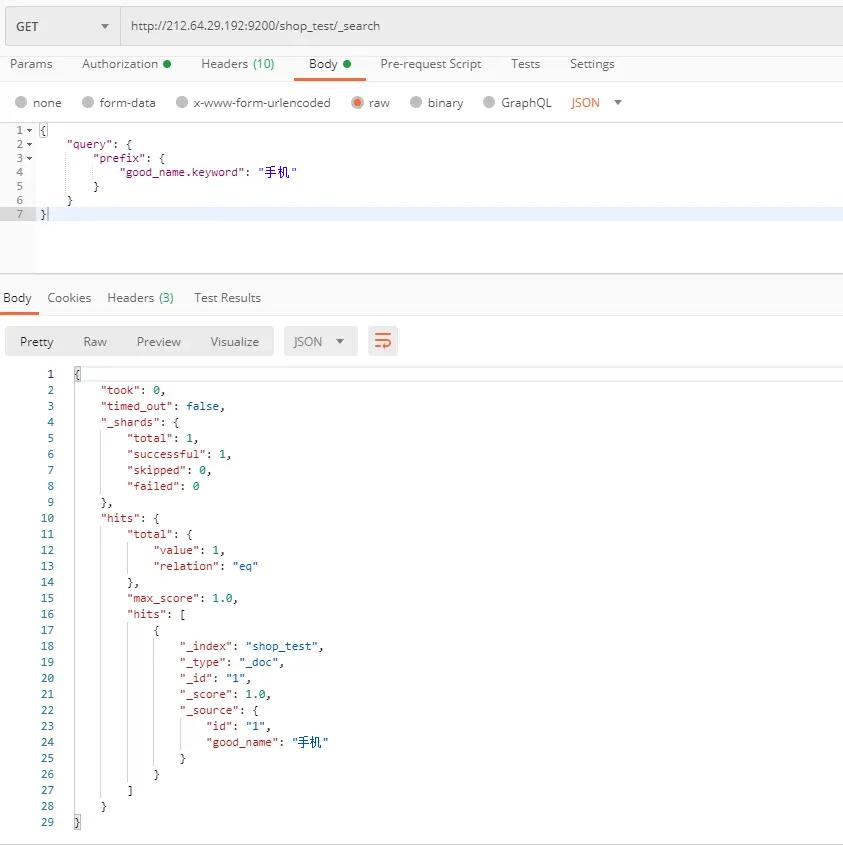 GET http://212.64.29.192:9200/shop_test/_search
Params Authorization Headers (10) Body Pre-request Script Tests Settings
none form-data x-www-form-urlencoded raw binary GraphQL JSON
1 {
2 "query": {
3 "prefix": {
4 "good_name.keyword": "手机"
5 }
6 }
7 }
Body Cookies Headers (3) Test Results
Pretty Raw Preview Visualize JSON
1 {
2 "took": 0,
3 "timed_out": false,
4 "_shards": {
5 "total": 1,
6 "successful": 1,
7 "skipped": 0,
8 "failed": 0
9 },
10 "hits": {
11 "total": {
12 "value": 1,
13 "relation": "eq"
14 },
15 "max_score": 1.0,
16 "hits": [
17 {
18 "_index": "shop_test",
19 "_type": "_doc",
20 "_id": "1",
21 "_score": 1.0,
22 "_source": {
23 "id": "1",
24 "good_name": "手机"
25 }
26 }
27 ]
28 }
29 }